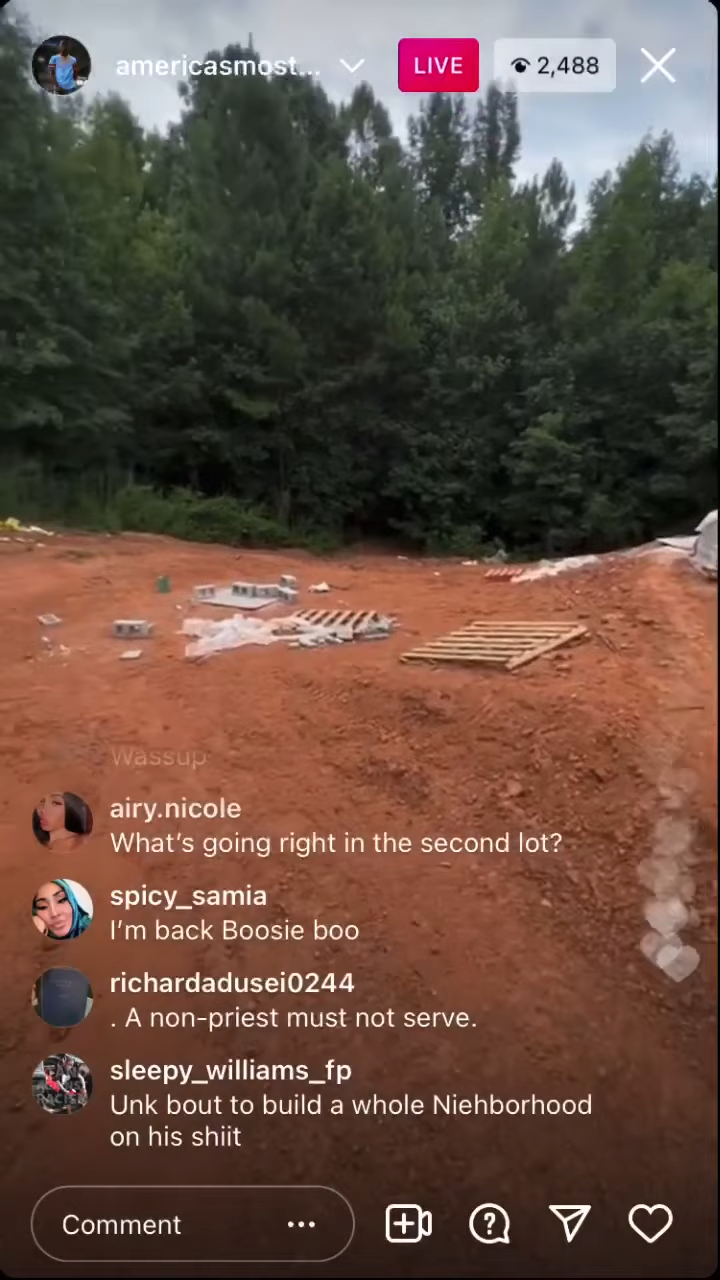 americasmost...
LIVE
2,488
Wassup
airy.nicole
What’s going right in the second lot?
spicy_samia
I’m back Boosie boo
richardadusei0244
. A non-priest must not serve.
sleepy_williams_fp
Unk bout to build a whole Niehborhood
on his shiit
Comment